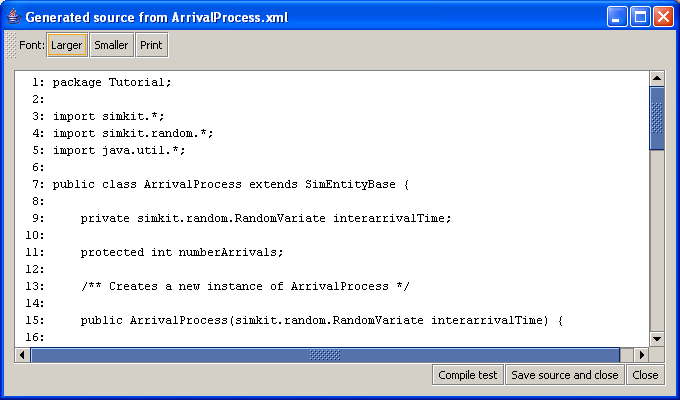 Generated source from ArrivalProcess.xml
Font: Larger Smaller Print
1: package Tutorial;
2:
3: import simkit.*;
4: import simkit.random.*;
5: import java.util.*;
6:
7: public class ArrivalProcess extends SimEntityBase {
8:
9:     private simkit.random.RandomVariate interarrivalTime;
10:
11:     protected int numberArrivals;
12:
13:     /** Creates a new instance of ArrivalProcess */
14:
15:     public ArrivalProcess(simkit.random.RandomVariate interarrivalTime) {
16:
Compile test Save source and close Close